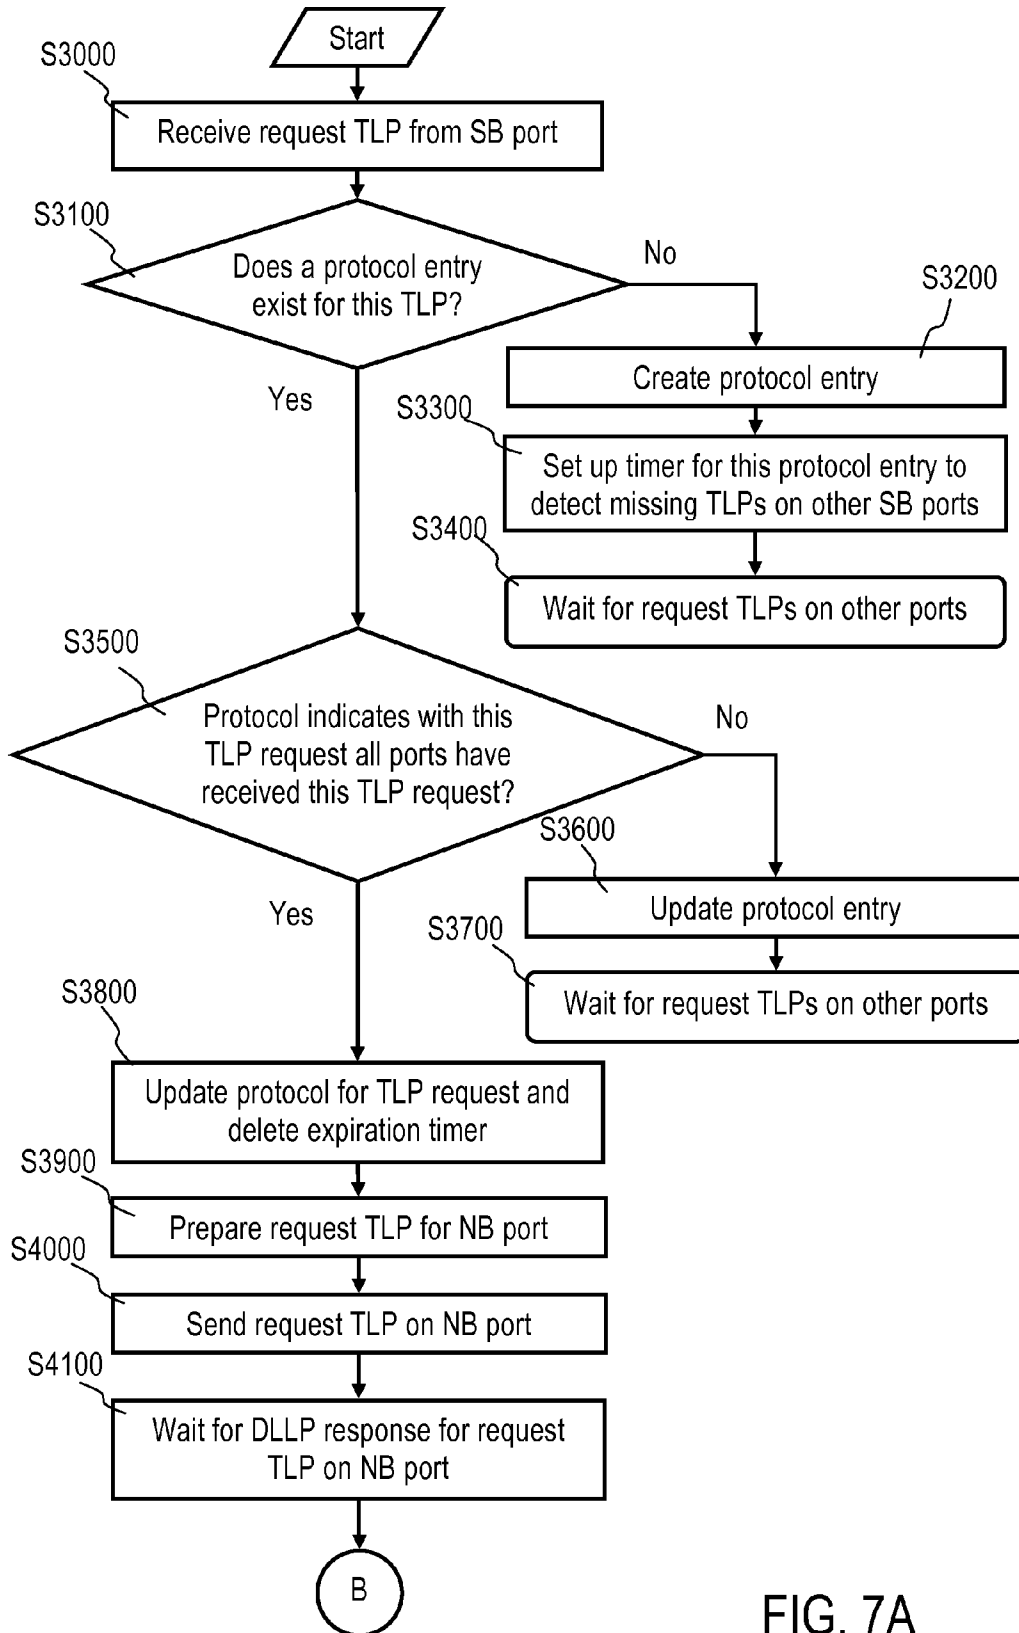 Start
S3000
Receive request TLP from SB port
S3100
Does a protocol entry
exist for this TLP?
No
Yes
S3200
Create protocol entry
S3300
Set up timer for this protocol entry to
detect missing TLPs on other SB ports
S3400
Wait for request TLPs on other ports
S3500
Protocol indicates with this
TLP request all ports have
received this TLP request?
No
Yes
S3600
Update protocol entry
S3700
Wait for request TLPs on other ports
S3800
Update protocol for TLP request and
delete expiration timer
S3900
Prepare request TLP for NB port
S4000
Send request TLP on NB port
S4100
Wait for DLLP response for request
TLP on NB port
B
FIG. 7A